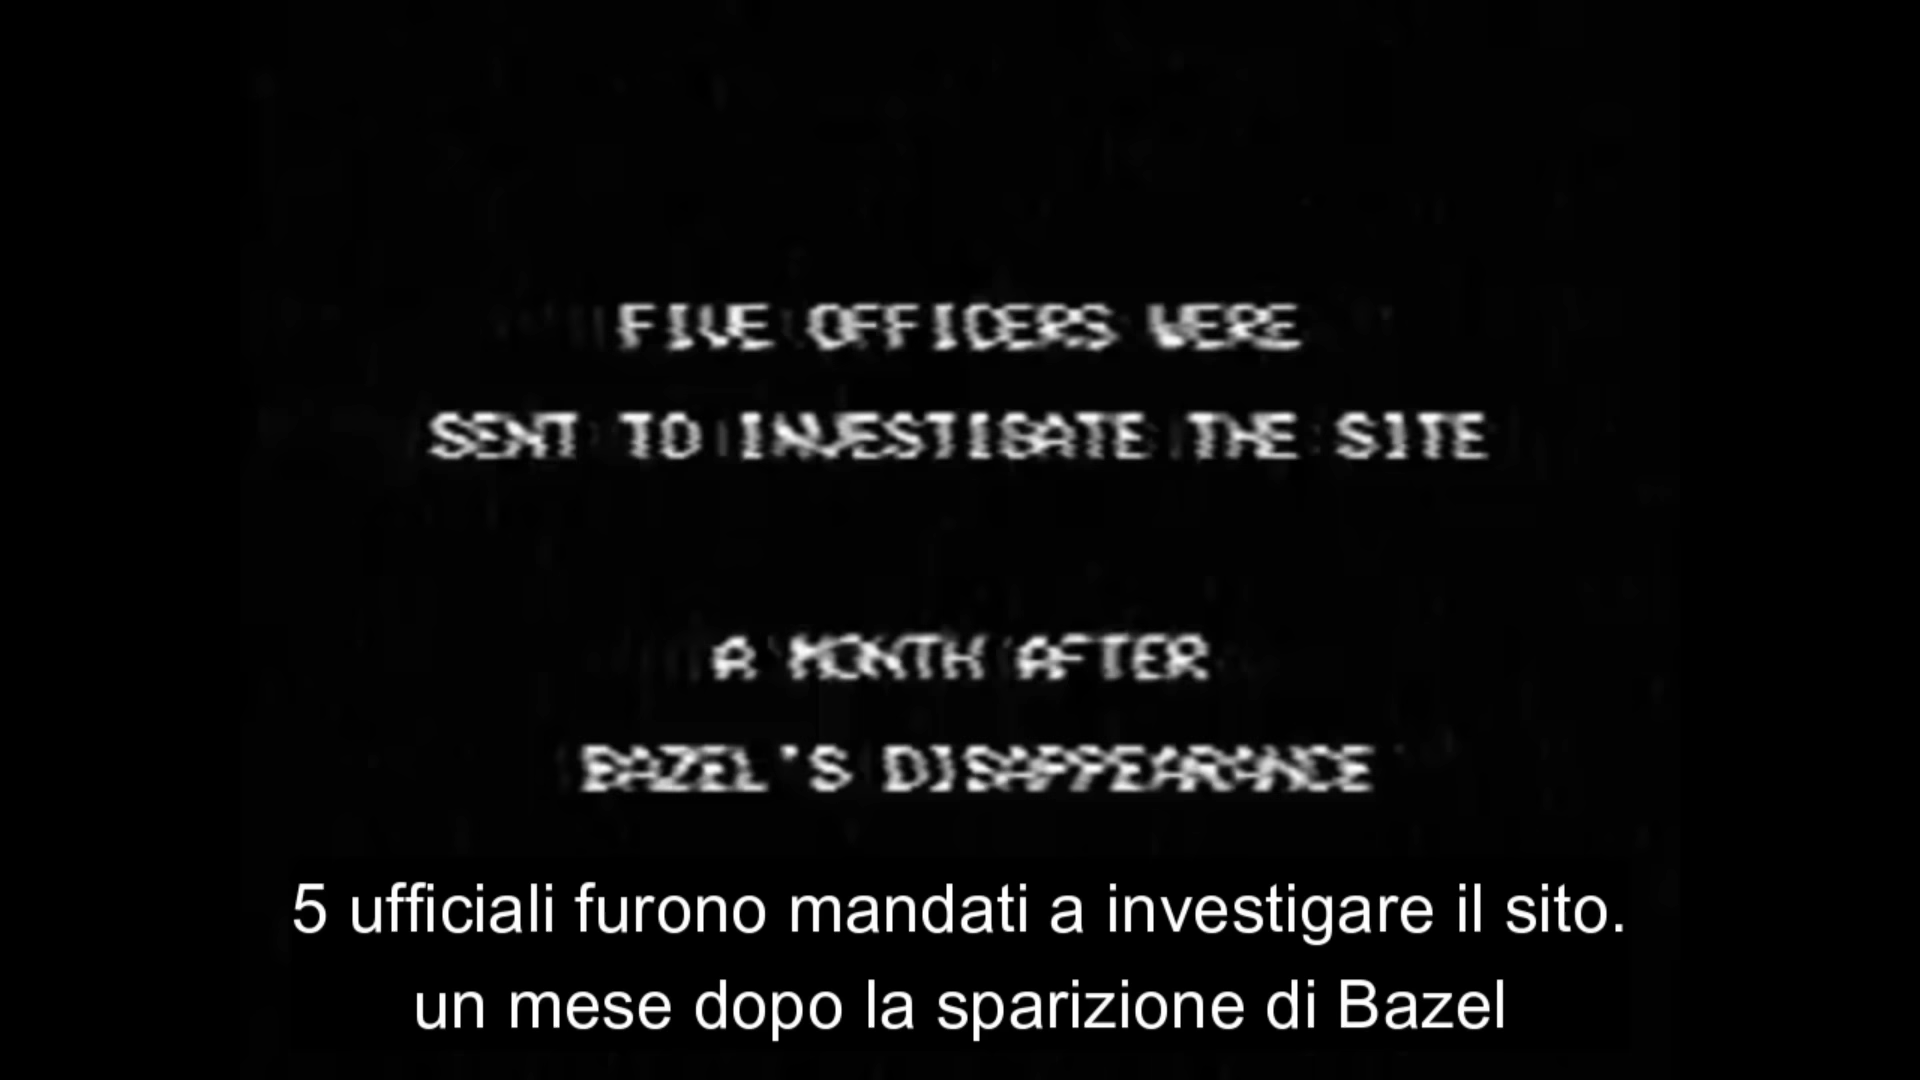 FIVE OFFICERS WERE
SENT TO INVESTIGATE THE SITE
A MONTH AFTER
BAZEL'S DISAPPEARANCE
5 ufficiali furono mandati a investigare il sito.
un mese dopo la sparizione di Bazel